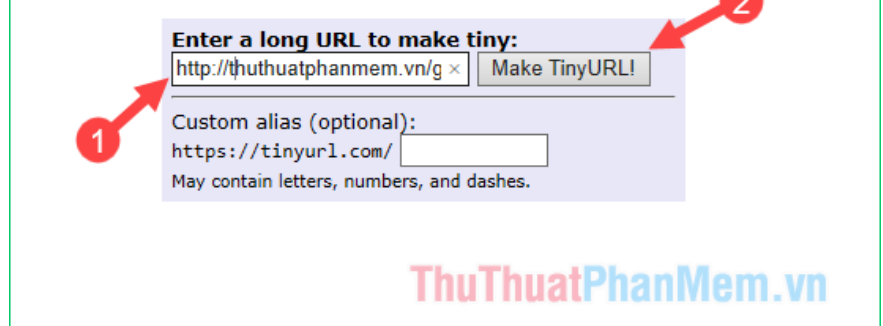 2
Enter a long URL to make tiny:
http://thuthuatphanmem.vn/g × Make TinyURL!
1
Custom alias (optional):
https://tinyurl.com/
May contain letters, numbers, and dashes.
ThuThuatPhanMem.vn